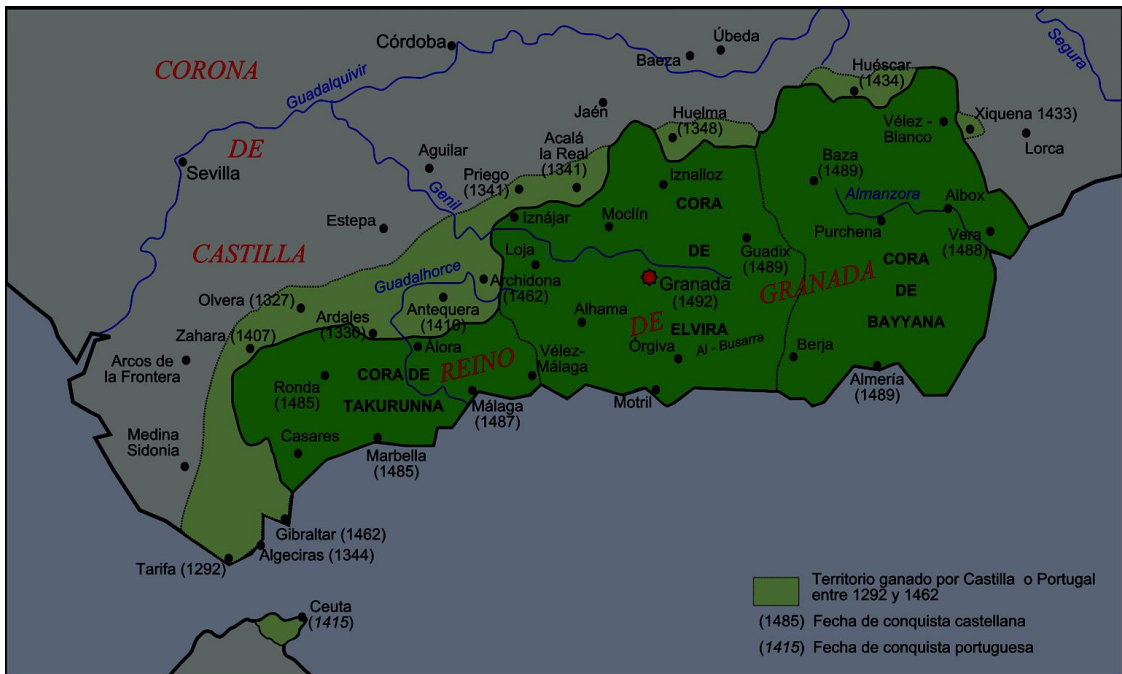 CORONA
DE
CASTILLA
Córdoba
Guadalquivir
Sevilla
Úbeda
Baeza
Jaén
Segura
Huéscar
(1434)
Huelma
(1348)
Vélez -
Blanco
Xiquena 1433)
Lorca
Acalá
la Real
(1341)
Aguilar
Priego
(1341)
Genil
Estepa
Iznájar
Iznalloz
Moclín
CORA
DE
ELVIRA
Baza
(1489)
Almanzora
Albox
Purchena
Vera
(1488)
Guadix
(1489)
CORA
DE
BAYYANA
Loja
Archidona
(1462)
Guadalhorce
Antequera
(1410)
Granada
(1492)
REINO
DE
GRANADA
Olvera (1327)
Ardales
(1330)
Zahara (1407)
Álora
Alhama
Órgiva
Al - Busarra
Berja
Arcos de
la Frontera
Ronda
(1485)
CORA DE
TAKURUNNA
Vélez-
Málaga
Málaga
(1487)
Motril
Almería
(1489)
Medina
Sidonia
Casares
Marbella
(1485)
Gibraltar (1462)
Algeciras (1344)
Tarifa (1292)
Ceuta
(1415)
Territorio ganado por Castilla o Portugal
entre 1292 y 1462
(1485) Fecha de conquista castellana
(1415) Fecha de conquista portuguesa